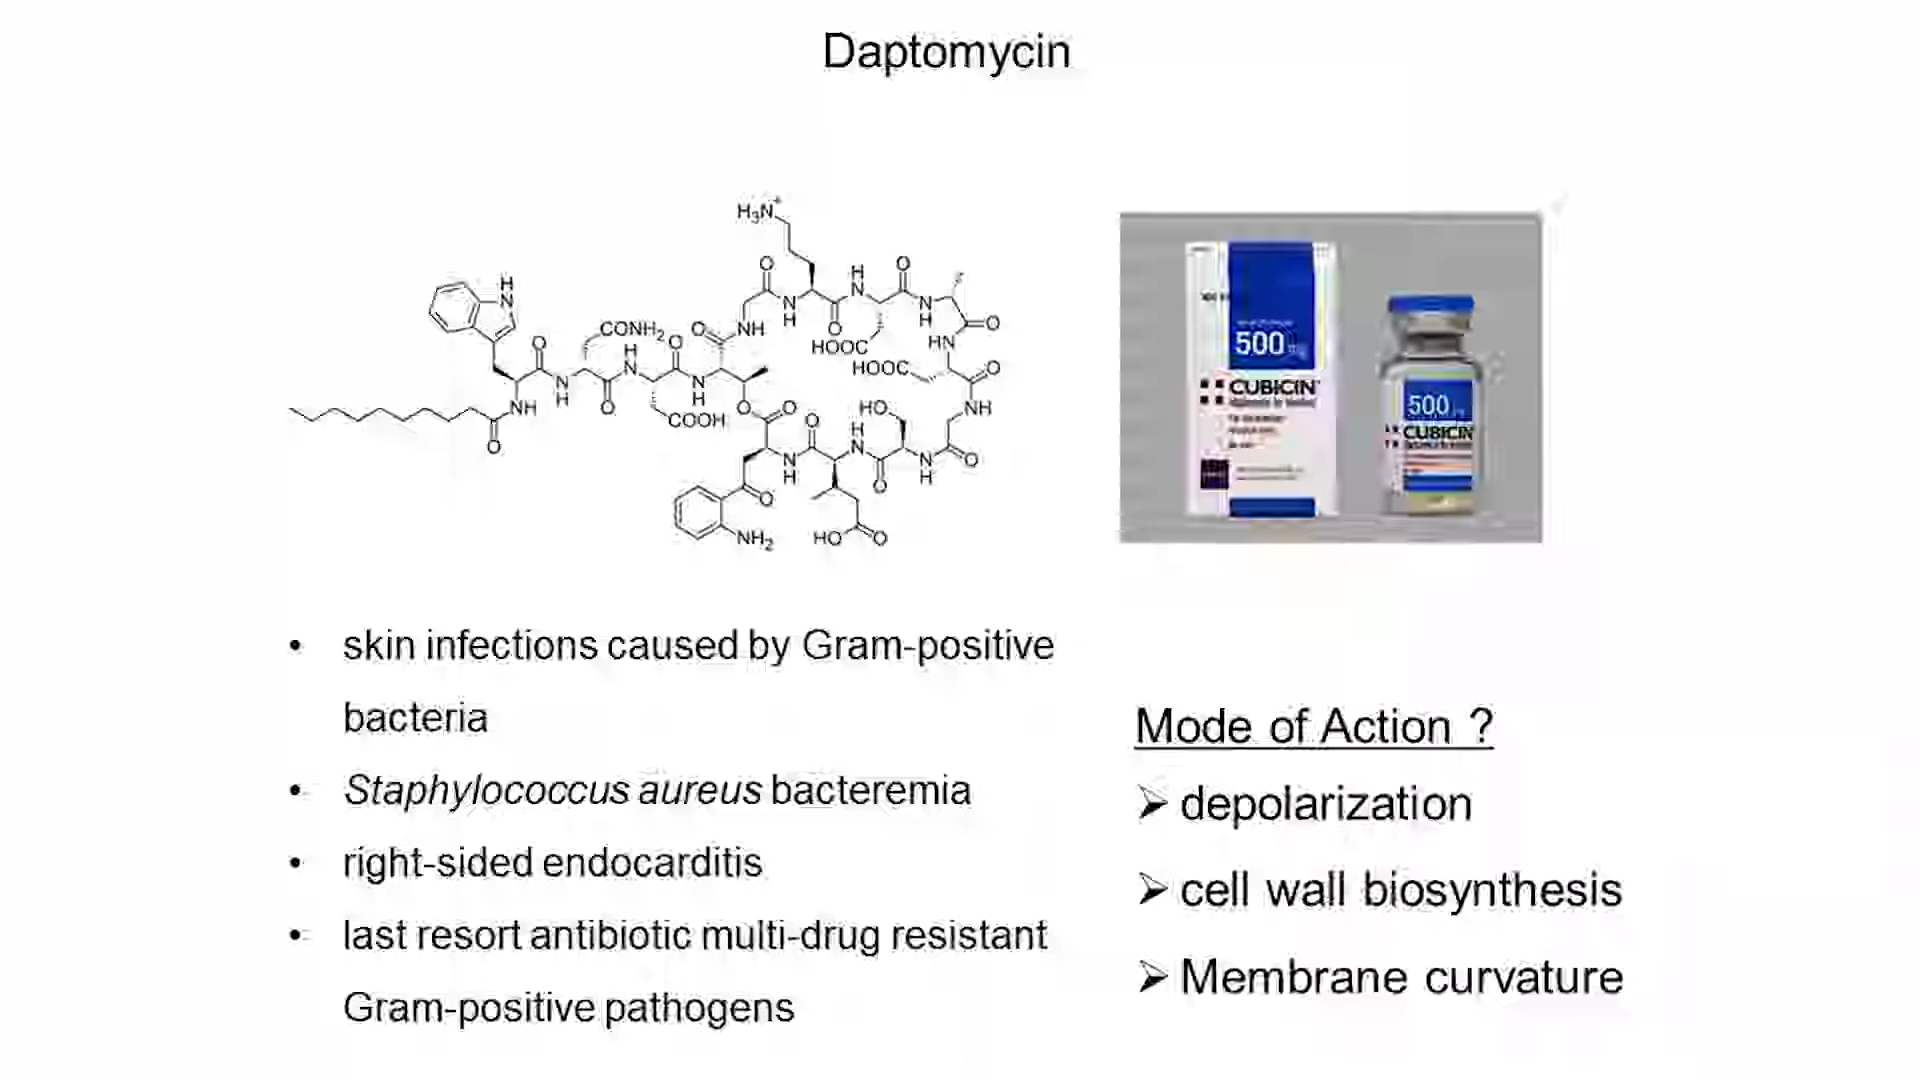 Daptomycin
H₃N⁺
O
H
N
O
NH
CONH₂
O
NH
N
H
O
N
H
HN
O
HOOC
HOOC
O
H
N
O
O
N
H
H
N
O
N
H
O
COOH
O
O
HO
NH
O
NH
O
O
N
H
O
H
N
O
N
H
O
O
NH₂
HO
O
500
CUBICIN
500
CUBICIN
• skin infections caused by Gram-positive
bacteria
• Staphylococcus aureus bacteremia
• right-sided endocarditis
• last resort antibiotic multi-drug resistant
Gram-positive pathogens
Mode of Action ?
➢ depolarization
➢ cell wall biosynthesis
➢ Membrane curvature